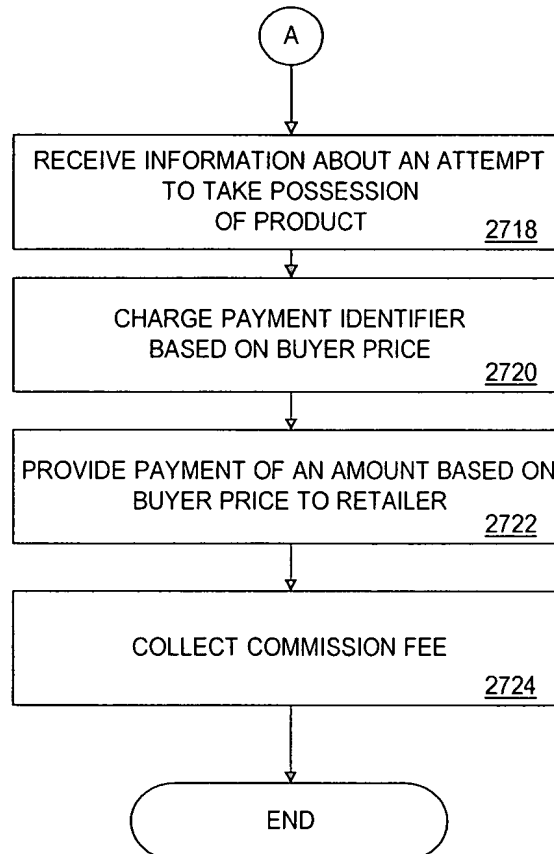 A
RECEIVE INFORMATION ABOUT AN ATTEMPT
TO TAKE POSSESSION
OF PRODUCT
2718
CHARGE PAYMENT IDENTIFIER
BASED ON BUYER PRICE
2720
PROVIDE PAYMENT OF AN AMOUNT BASED ON
BUYER PRICE TO RETAILER
2722
COLLECT COMMISSION FEE
2724
END